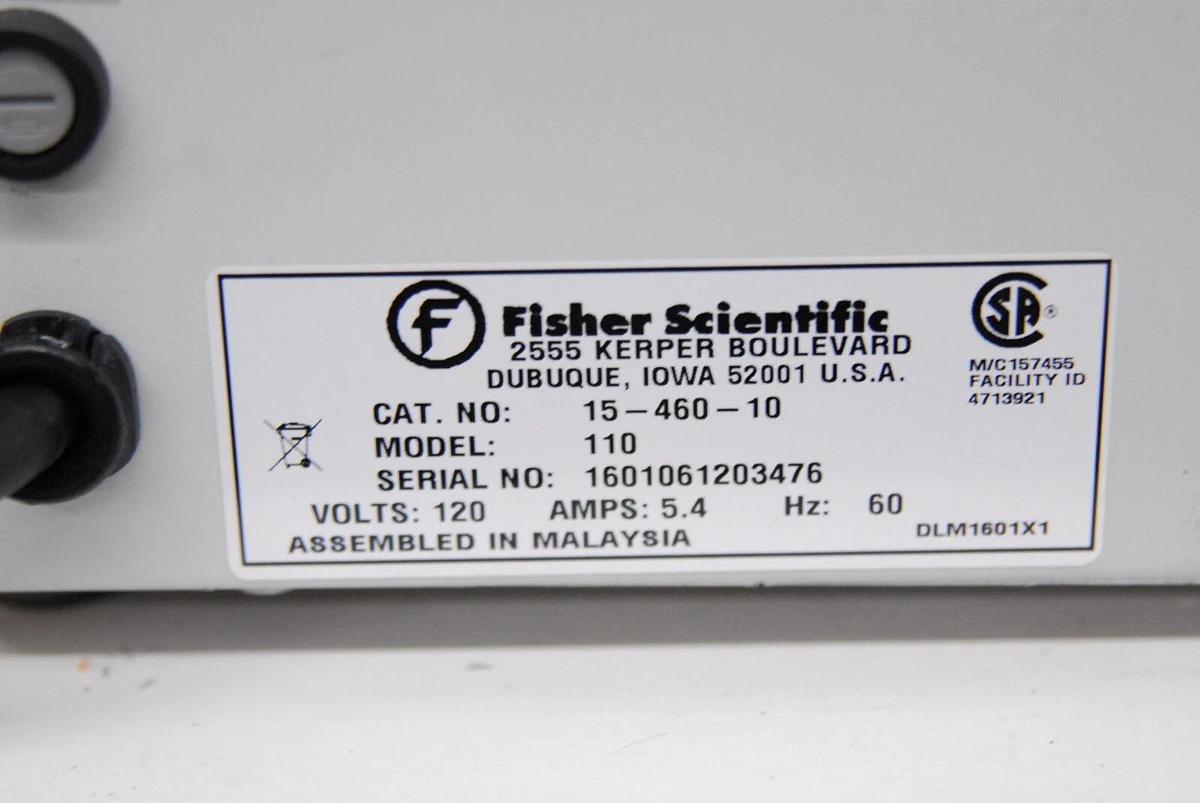 F Fisher Scientific
2555 KERPER BOULEVARD
DUBUQUE, IOWA 52001 U.S.A.
SA ®
M/C157455
FACILITY ID
4713921
CAT. NO: 15-460-10
MODEL: 110
SERIAL NO: 1601061203476
VOLTS: 120 AMPS: 5.4 Hz: 60
ASSEMBLED IN MALAYSIA
DLM1601X1